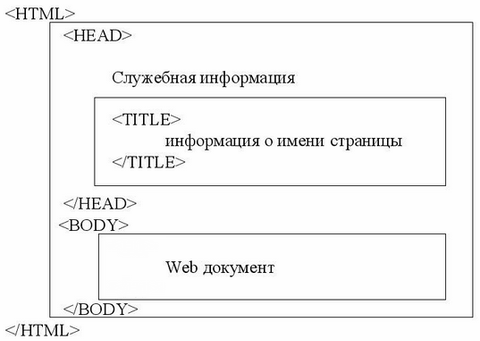 <HTML>
<HEAD>
Служебная информация
<TITLE>
информация о имени страницы
</TITLE>
</HEAD>
<BODY>
Web документ
</BODY>
</HTML>